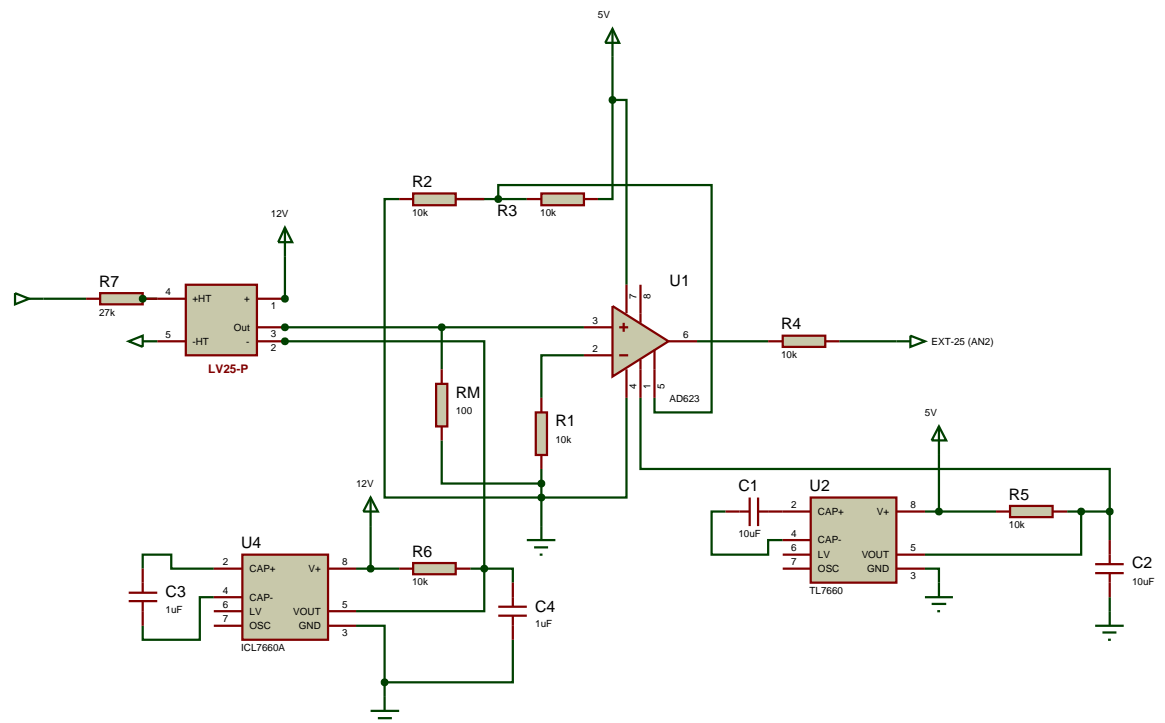 5V
R2
10k
R3
10k
12V
R7
27k
4
+HT
+
1
Out
3
5
-HT
-
2
LV25-P
U1
7
8
3
+
6
2
−
4
1
5
AD623
R4
10k
EXT-25 (AN2)
RM
100
R1
10k
5V
12V
C1
10uF
U2
2
CAP+
V+
8
4
CAP-
6
LV
VOUT
5
7
OSC
GND
3
TL7660
R5
10k
C2
10uF
U4
2
CAP+
V+
8
4
CAP-
6
LV
VOUT
5
7
OSC
GND
3
ICL7660A
R6
10k
C3
1uF
C4
1uF